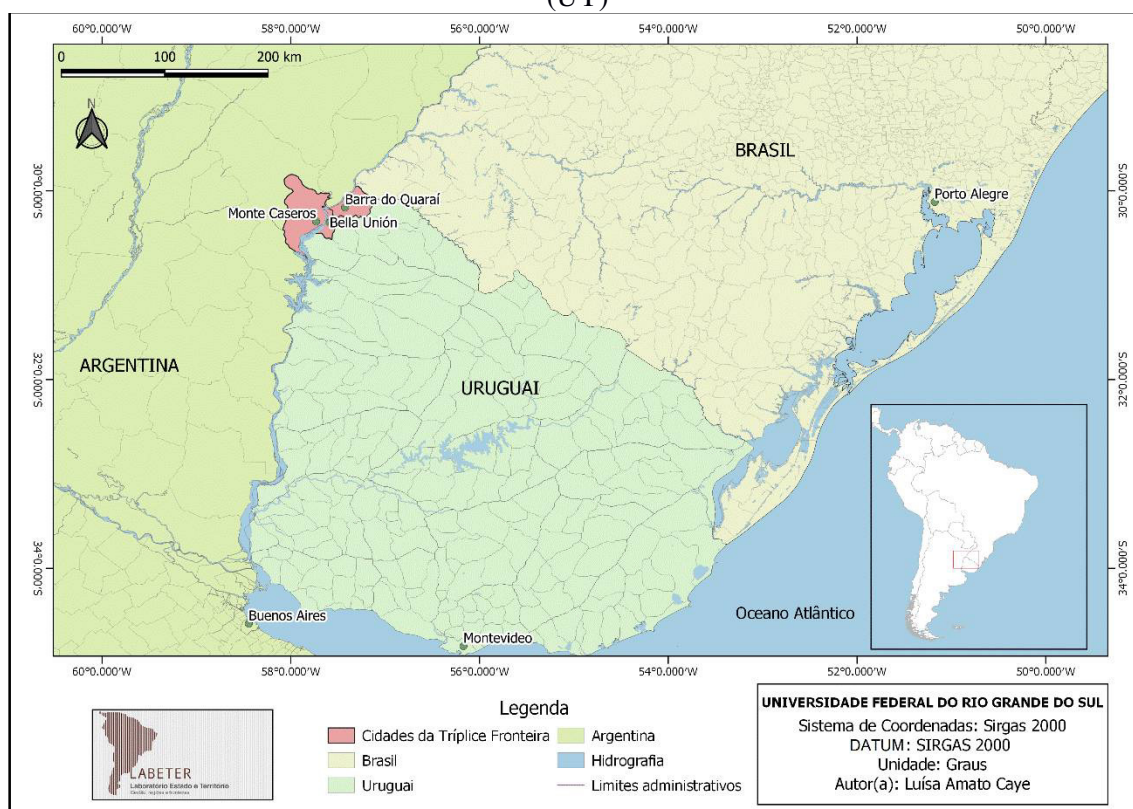 (UY)
60°0.000'W 58°0.000'W 56°0.000'W 54°0.000'W 52°0.000'W 50°0.000'W
0 100 200 km
N
30°0.000'S
32°0.000'S
34°0.000'S
BRASIL
Porto Alegre
Barra do Quaraí
Monte Caseros
Bella Unión
ARGENTINA
URUGUAI
Buenos Aires
Montevideo
Oceano Atlântico
30°0.000'S
32°0.000'S
34°0.000'S
60°0.000'W 58°0.000'W 56°0.000'W 54°0.000'W 52°0.000'W 50°0.000'W
LABETER
Laboratório Estado e Território
Legenda
Cidades da Tríplice Fronteira
Brasil
Uruguai
Argentina
Hidrografia
Limites administrativos
UNIVERSIDADE FEDERAL DO RIO GRANDE DO SUL
Sistema de Coordenadas: Sirgas 2000
DATUM: SIRGAS 2000
Unidade: Graus
Autor(a): Luísa Amato Caye